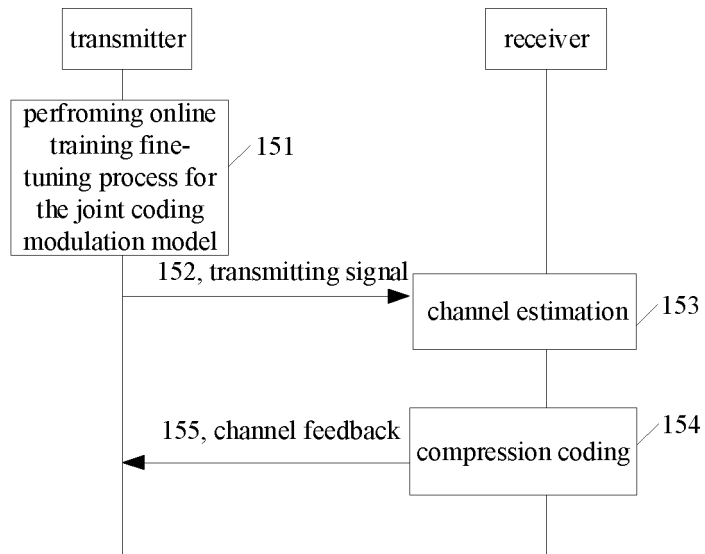 transmitter
receiver
perfroming online
training fine-
tuning process for
the joint coding
modulation model
151
152, transmitting signal
channel estimation
153
155, channel feedback
compression coding
154